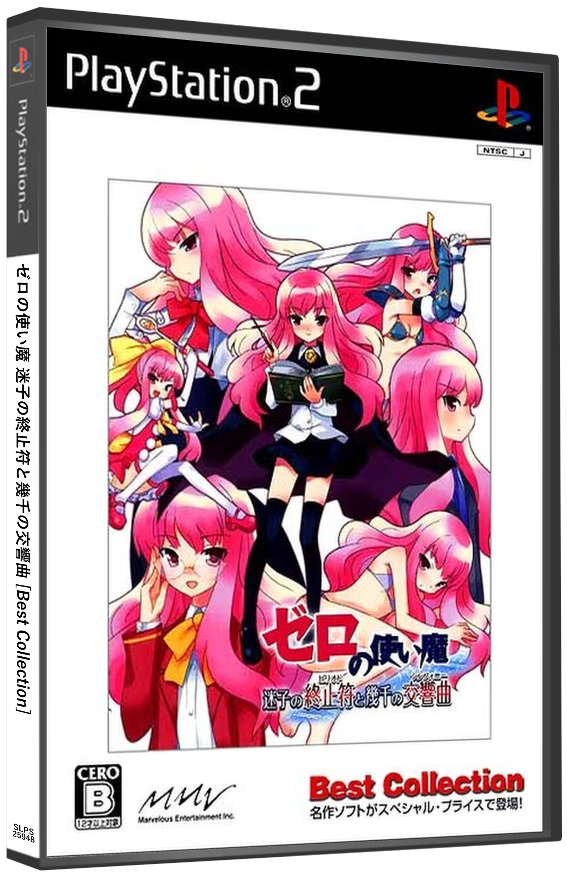 PlayStation®2
NTSC J
ゼロの使い魔
ピリオド シンフォニー
迷子の終止符と幾千の交響曲
CERO
B
12才以上対象
Marvelous Entertainment Inc.
Best Collection
名作ソフトがスペシャル・プライスで登場!
PlayStation®2
ゼロの使い魔 迷子の終止符と幾千の交響曲 [Best Collection]
SLPS
25948